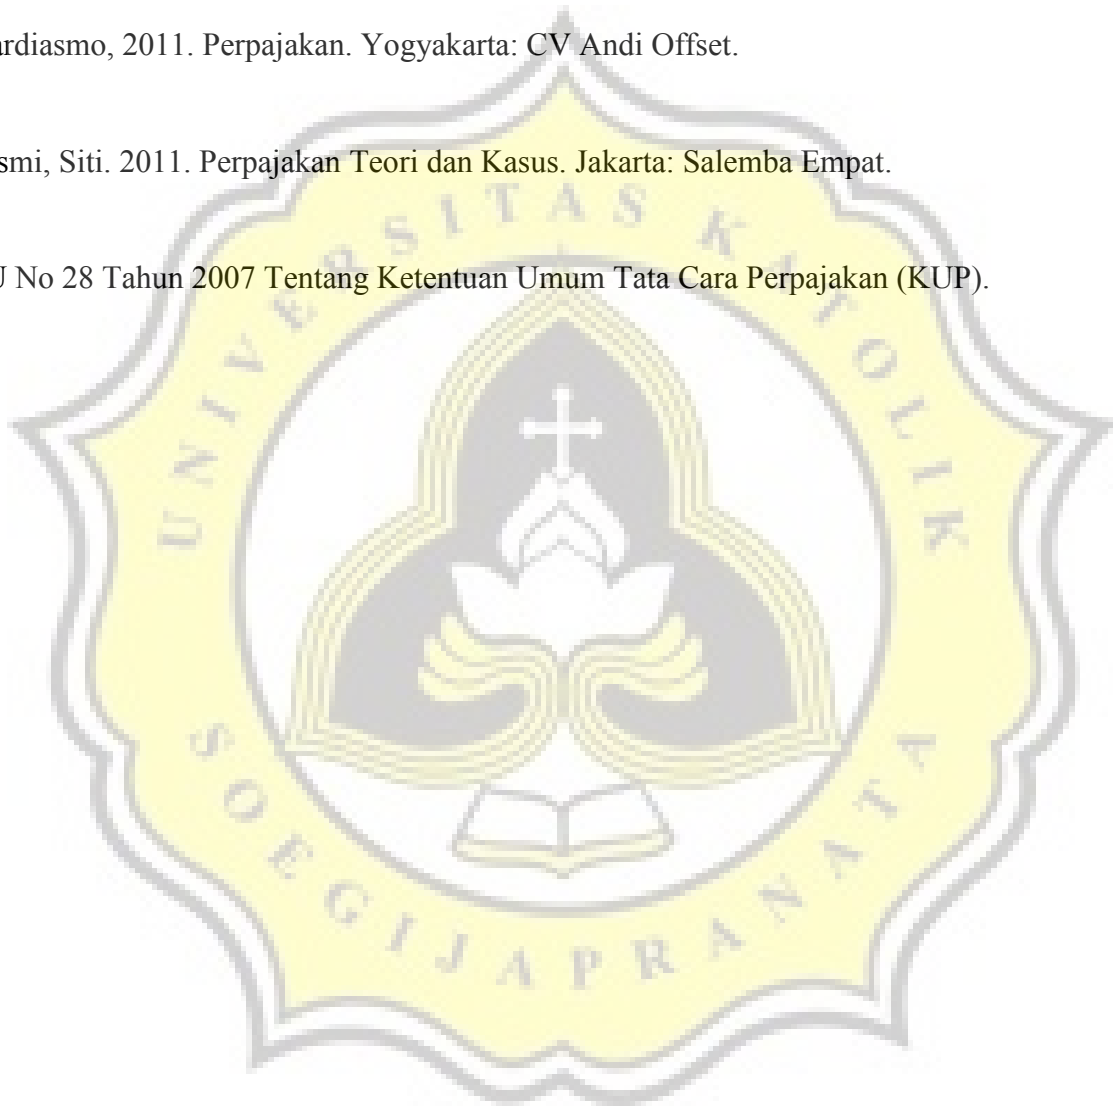 ardiasmo, 2011. Perpajakan. Yogyakarta: CV Andi Offset.
smi, Siti. 2011. Perpajakan Teori dan Kasus. Jakarta: Salemba Empat.
No 28 Tahun 2007 Tentang Ketentuan Umum Tata Cara Perpajakan (KUP).
UNIVERSITAS KATOLIK
SOEGIJAPRANATA